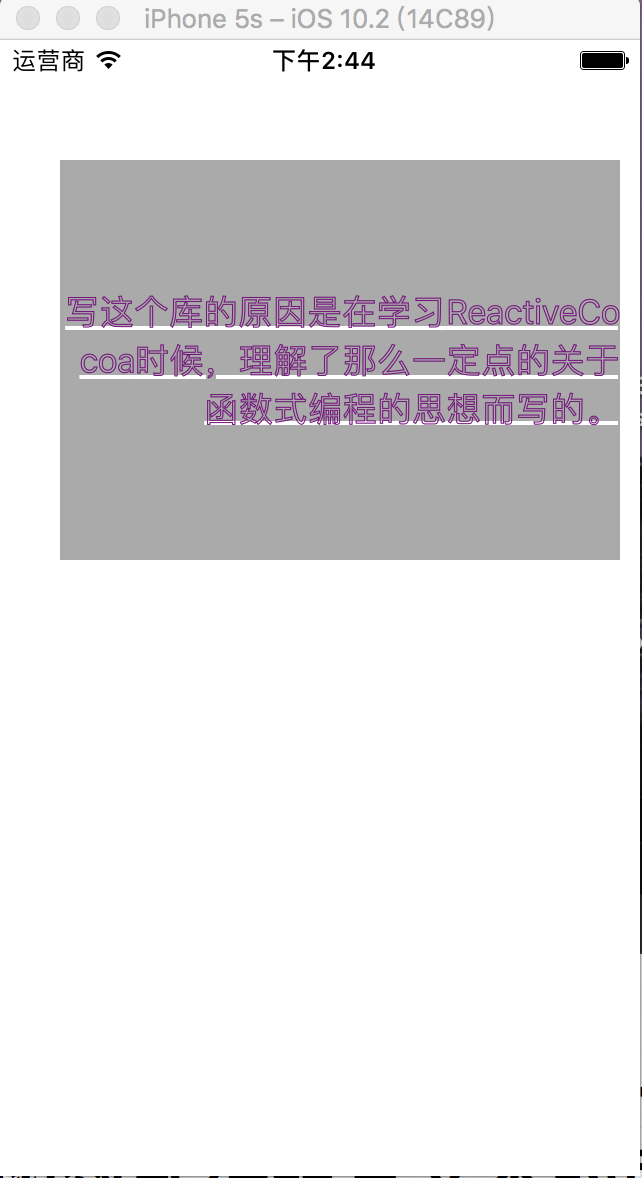 iPhone 5s – iOS 10.2 (14C89)
运营商 下午2:44
写这个库的原因是在学习ReactiveCo
coa时候，理解了那么一定点的关于
函数式编程的思想而写的。